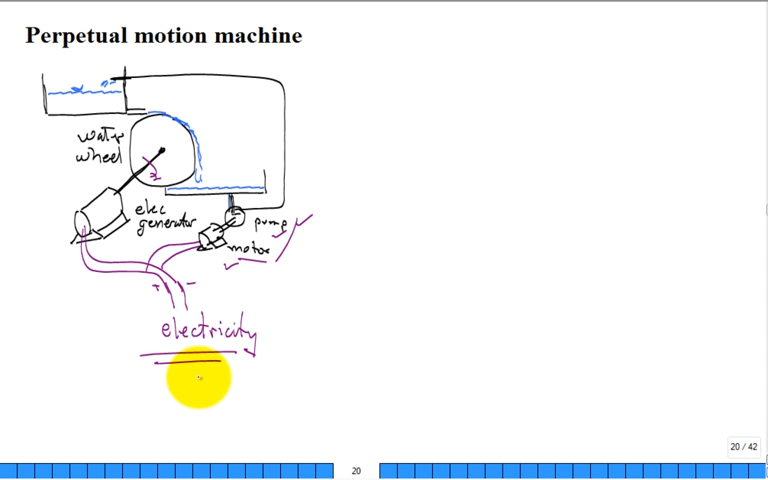 Perpetual motion machine
water
wheel
elec
generator
pump
motor
+ -
electricity
20 / 42
20